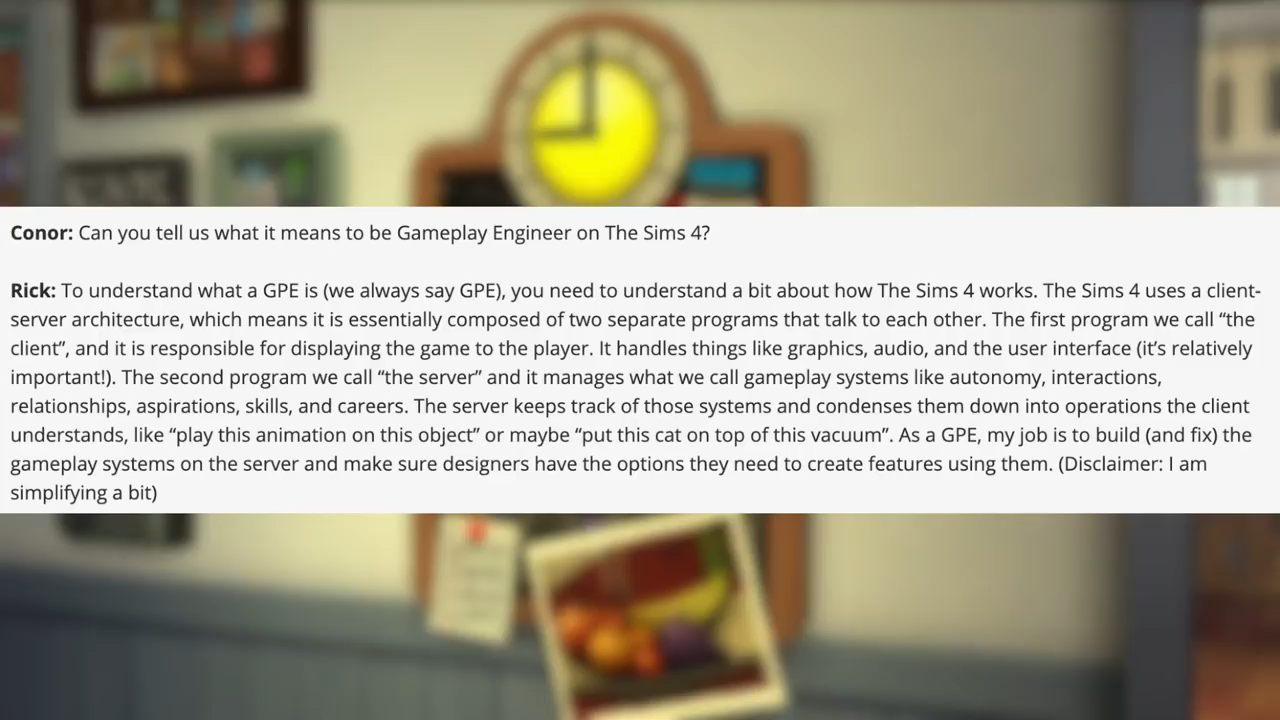 Conor: Can you tell us what it means to be Gameplay Engineer on The Sims 4?
Rick: To understand what a GPE is (we always say GPE), you need to understand a bit about how The Sims 4 works. The Sims 4 uses a client-
server architecture, which means it is essentially composed of two separate programs that talk to each other. The first program we call “the
client”, and it is responsible for displaying the game to the player. It handles things like graphics, audio, and the user interface (it’s relatively
important!). The second program we call “the server” and it manages what we call gameplay systems like autonomy, interactions,
relationships, aspirations, skills, and careers. The server keeps track of those systems and condenses them down into operations the client
understands, like “play this animation on this object” or maybe “put this cat on top of this vacuum”. As a GPE, my job is to build (and fix) the
gameplay systems on the server and make sure designers have the options they need to create features using them. (Disclaimer: I am
simplifying a bit)